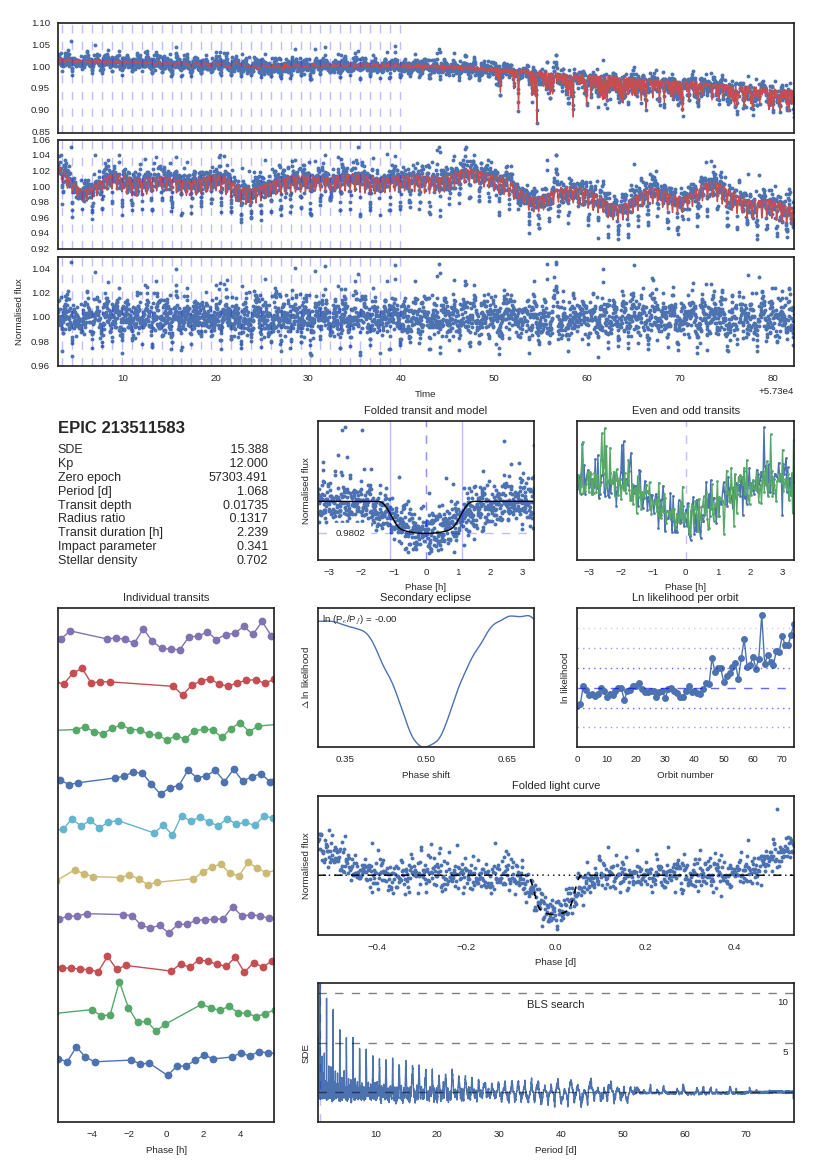 1.10
1.05
1.00
0.95
0.90
0.85
1.06
1.04
1.02
1.00
0.98
0.96
0.94
0.92
1.04
1.02
1.00
0.98
0.96
Normalised flux
10 20 30 40 50 60 70 80
Time
+5.73e4
EPIC 213511583
SDE 15.388
Kp 12.000
Zero epoch 57303.491
Period [d] 1.068
Transit depth 0.01735
Radius ratio 0.1317
Transit duration [h] 2.239
Impact parameter 0.341
Stellar density 0.702
Folded transit and model
Normalised flux
0.9802
−3 −2 −1 0 1 2 3
Phase [h]
Even and odd transits
−3 −2 −1 0 1 2 3
Phase [h]
Individual transits
−4 −2 0 2 4
Phase [h]
Secondary eclipse
ln (Pₑ/P𝒻) = -0.00
Δ ln likelihood
0.35 0.50 0.65
Phase shift
Ln likelihood per orbit
ln likelihood
0 10 20 30 40 50 60 70
Orbit number
Folded light curve
Normalised flux
−0.4 −0.2 0.0 0.2 0.4
Phase [d]
BLS search
10
5
SDE
10 20 30 40 50 60 70
Period [d]